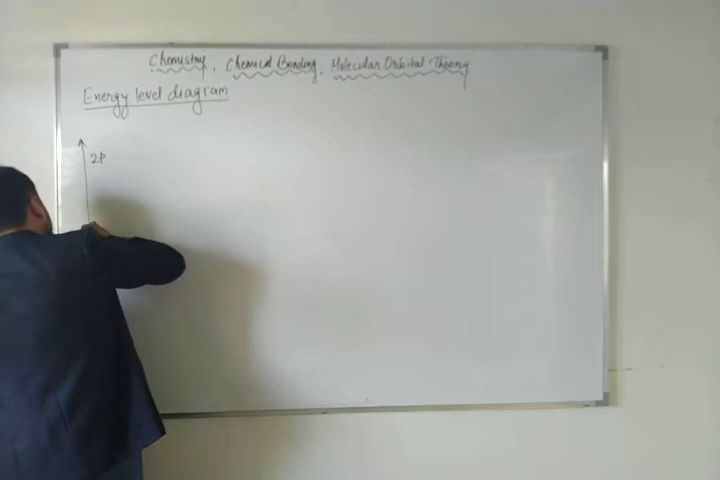 Chemistry, Chemical Bonding, Molecular Orbital Theory
Energy level diagram
2P